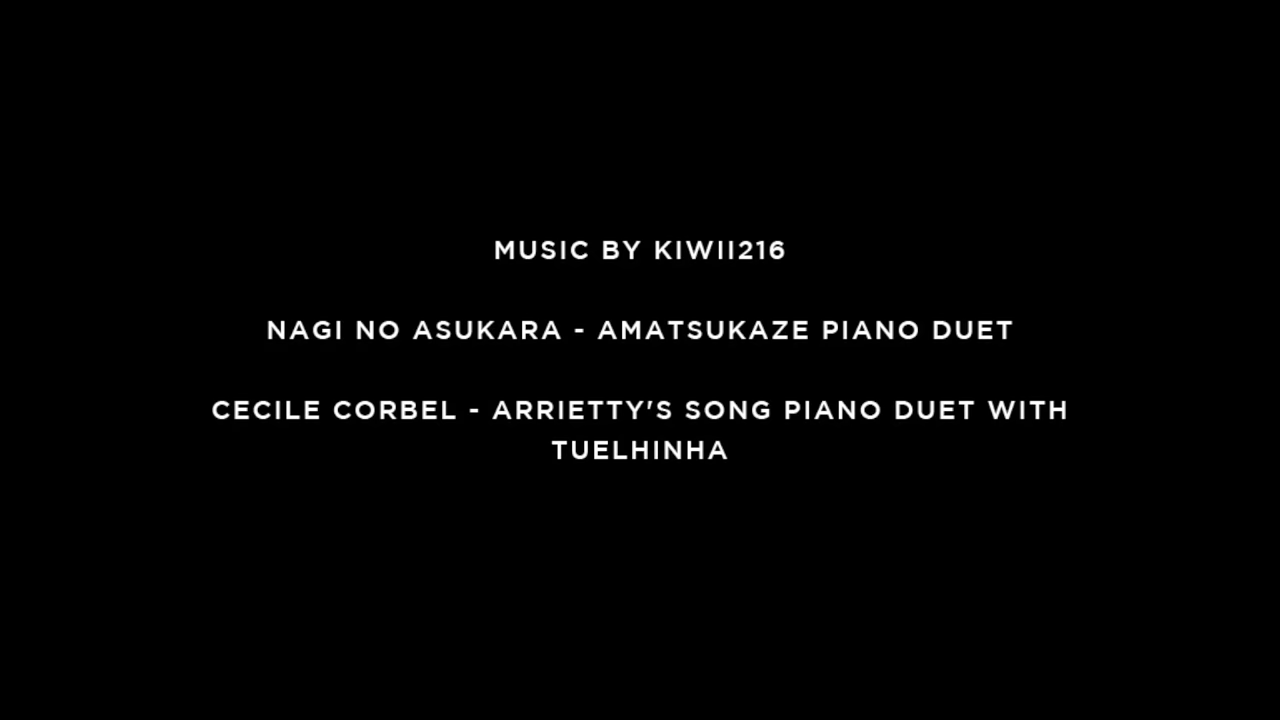 MUSIC BY KIWII216
NAGI NO ASUKARA - AMATSUKAZE PIANO DUET
CECILE CORBEL - ARRIETTY'S SONG PIANO DUET WITH
TUELHINHA